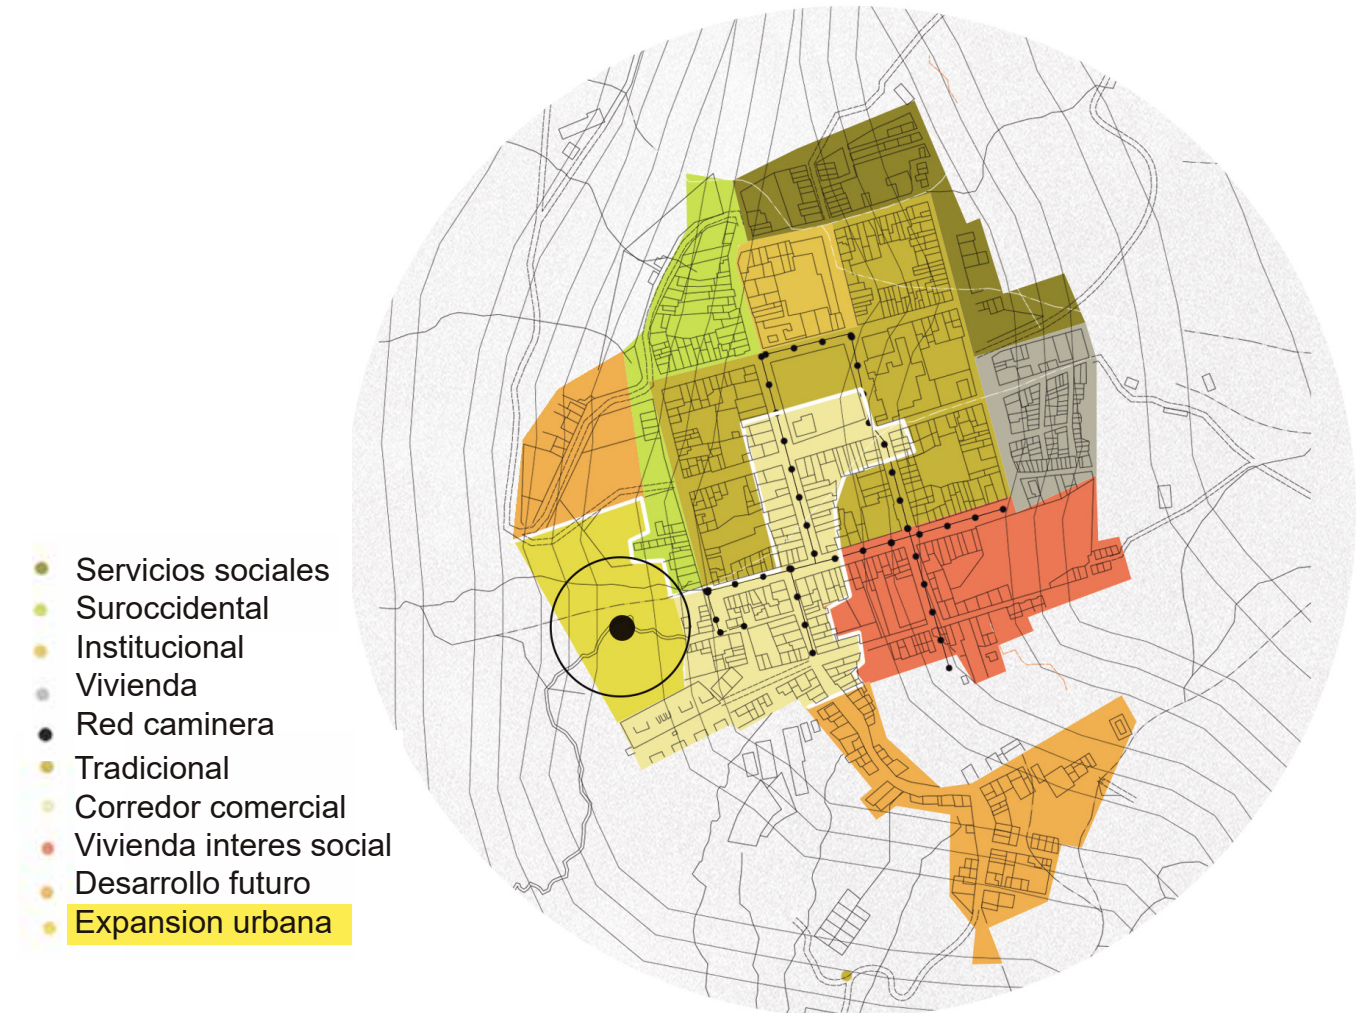 Servicios sociales
Suroccidental
Institucional
Vivienda
Red caminera
Tradicional
Corredor comercial
Vivienda interes social
Desarrollo futuro
Expansion urbana